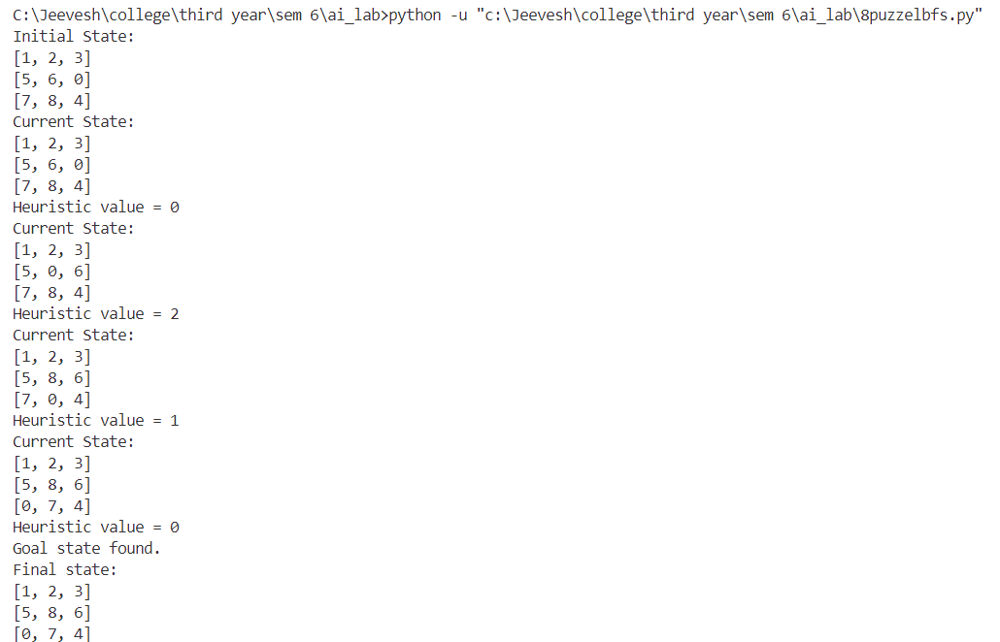 C:\Jeevesh\college\third year\sem 6\ai_lab>python -u "c:\Jeevesh\college\third year\sem 6\ai_lab\8puzzelbfs.py"
Initial State:
[1, 2, 3]
[5, 6, 0]
[7, 8, 4]
Current State:
[1, 2, 3]
[5, 6, 0]
[7, 8, 4]
Heuristic value = 0
Current State:
[1, 2, 3]
[5, 0, 6]
[7, 8, 4]
Heuristic value = 2
Current State:
[1, 2, 3]
[5, 8, 6]
[7, 0, 4]
Heuristic value = 1
Current State:
[1, 2, 3]
[5, 8, 6]
[0, 7, 4]
Heuristic value = 0
Goal state found.
Final state:
[1, 2, 3]
[5, 8, 6]
[0, 7, 4]